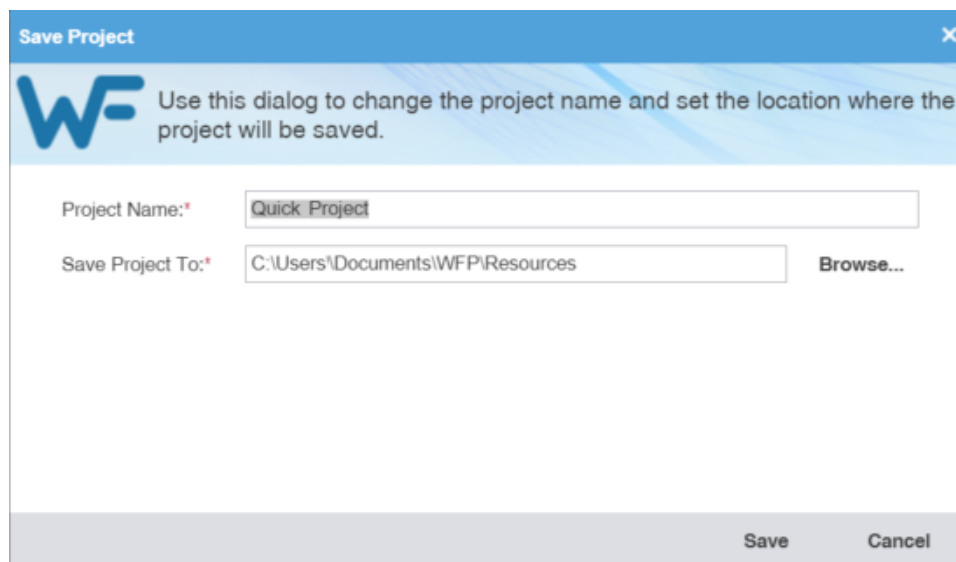 Save Project
WF
Use this dialog to change the project name and set the location where the
project will be saved.
Project Name:*
Quick Project
Save Project To:*
C:\Users'\Documents\WFP\Resources
Browse...
Save
Cancel